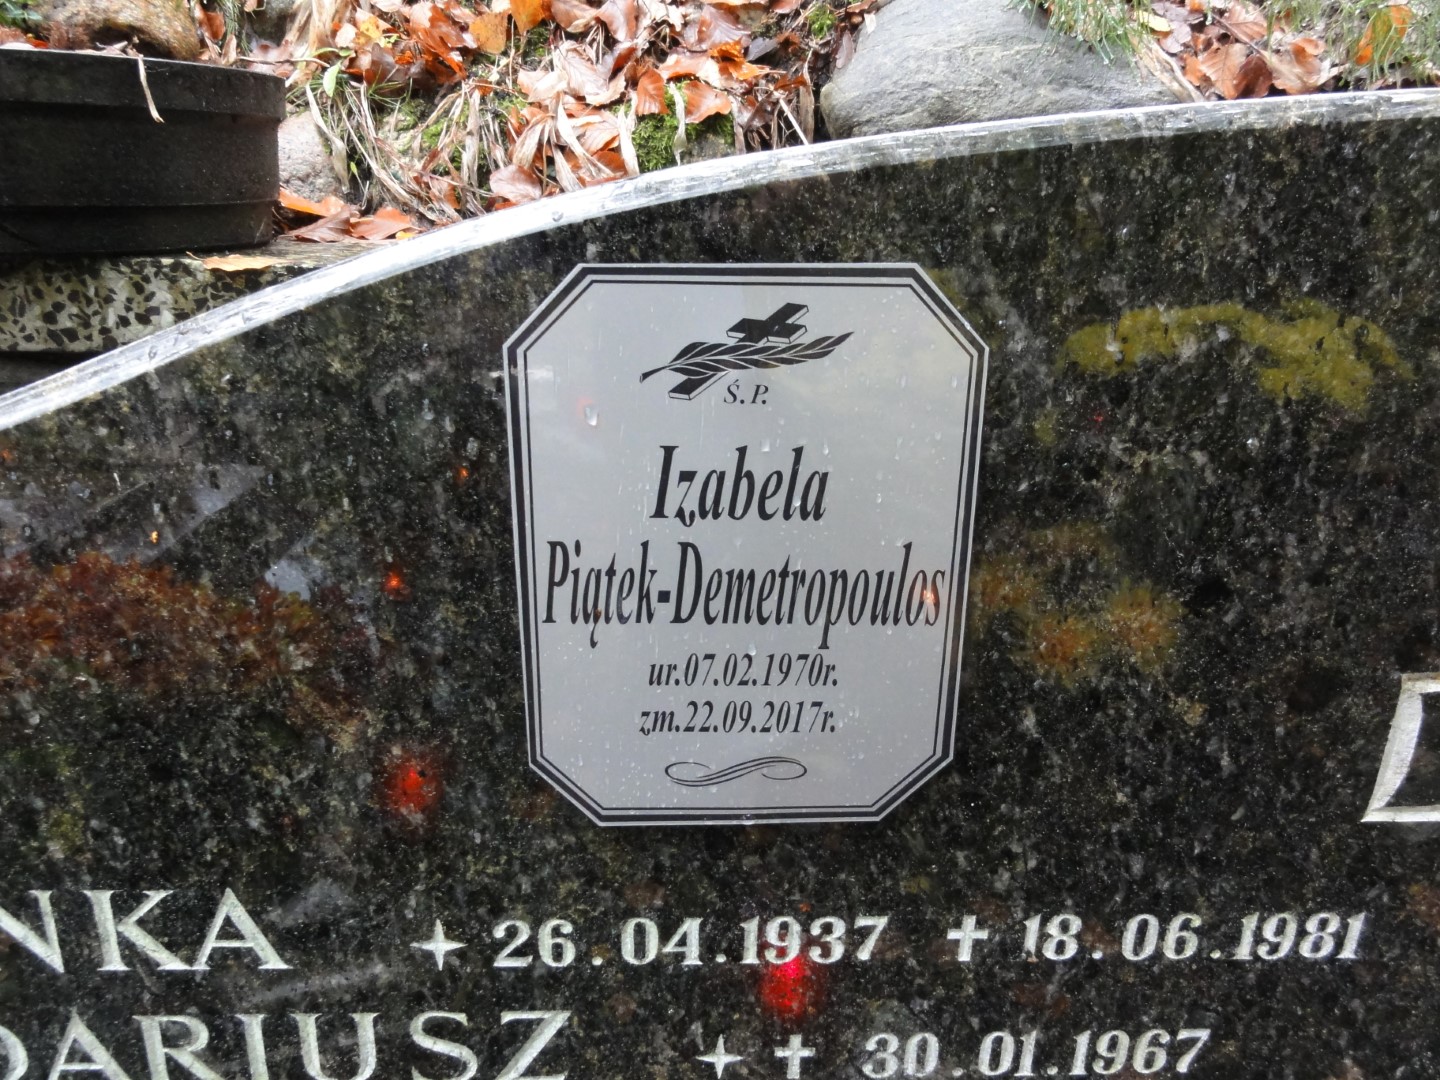 Ś.P.
Izabela
Piątek-Demetropoulos
ur.07.02.1970r.
zm.22.09.2017r.
NKA 26.04.1937 18.06.1981
DARIUSZ 30.01.1967